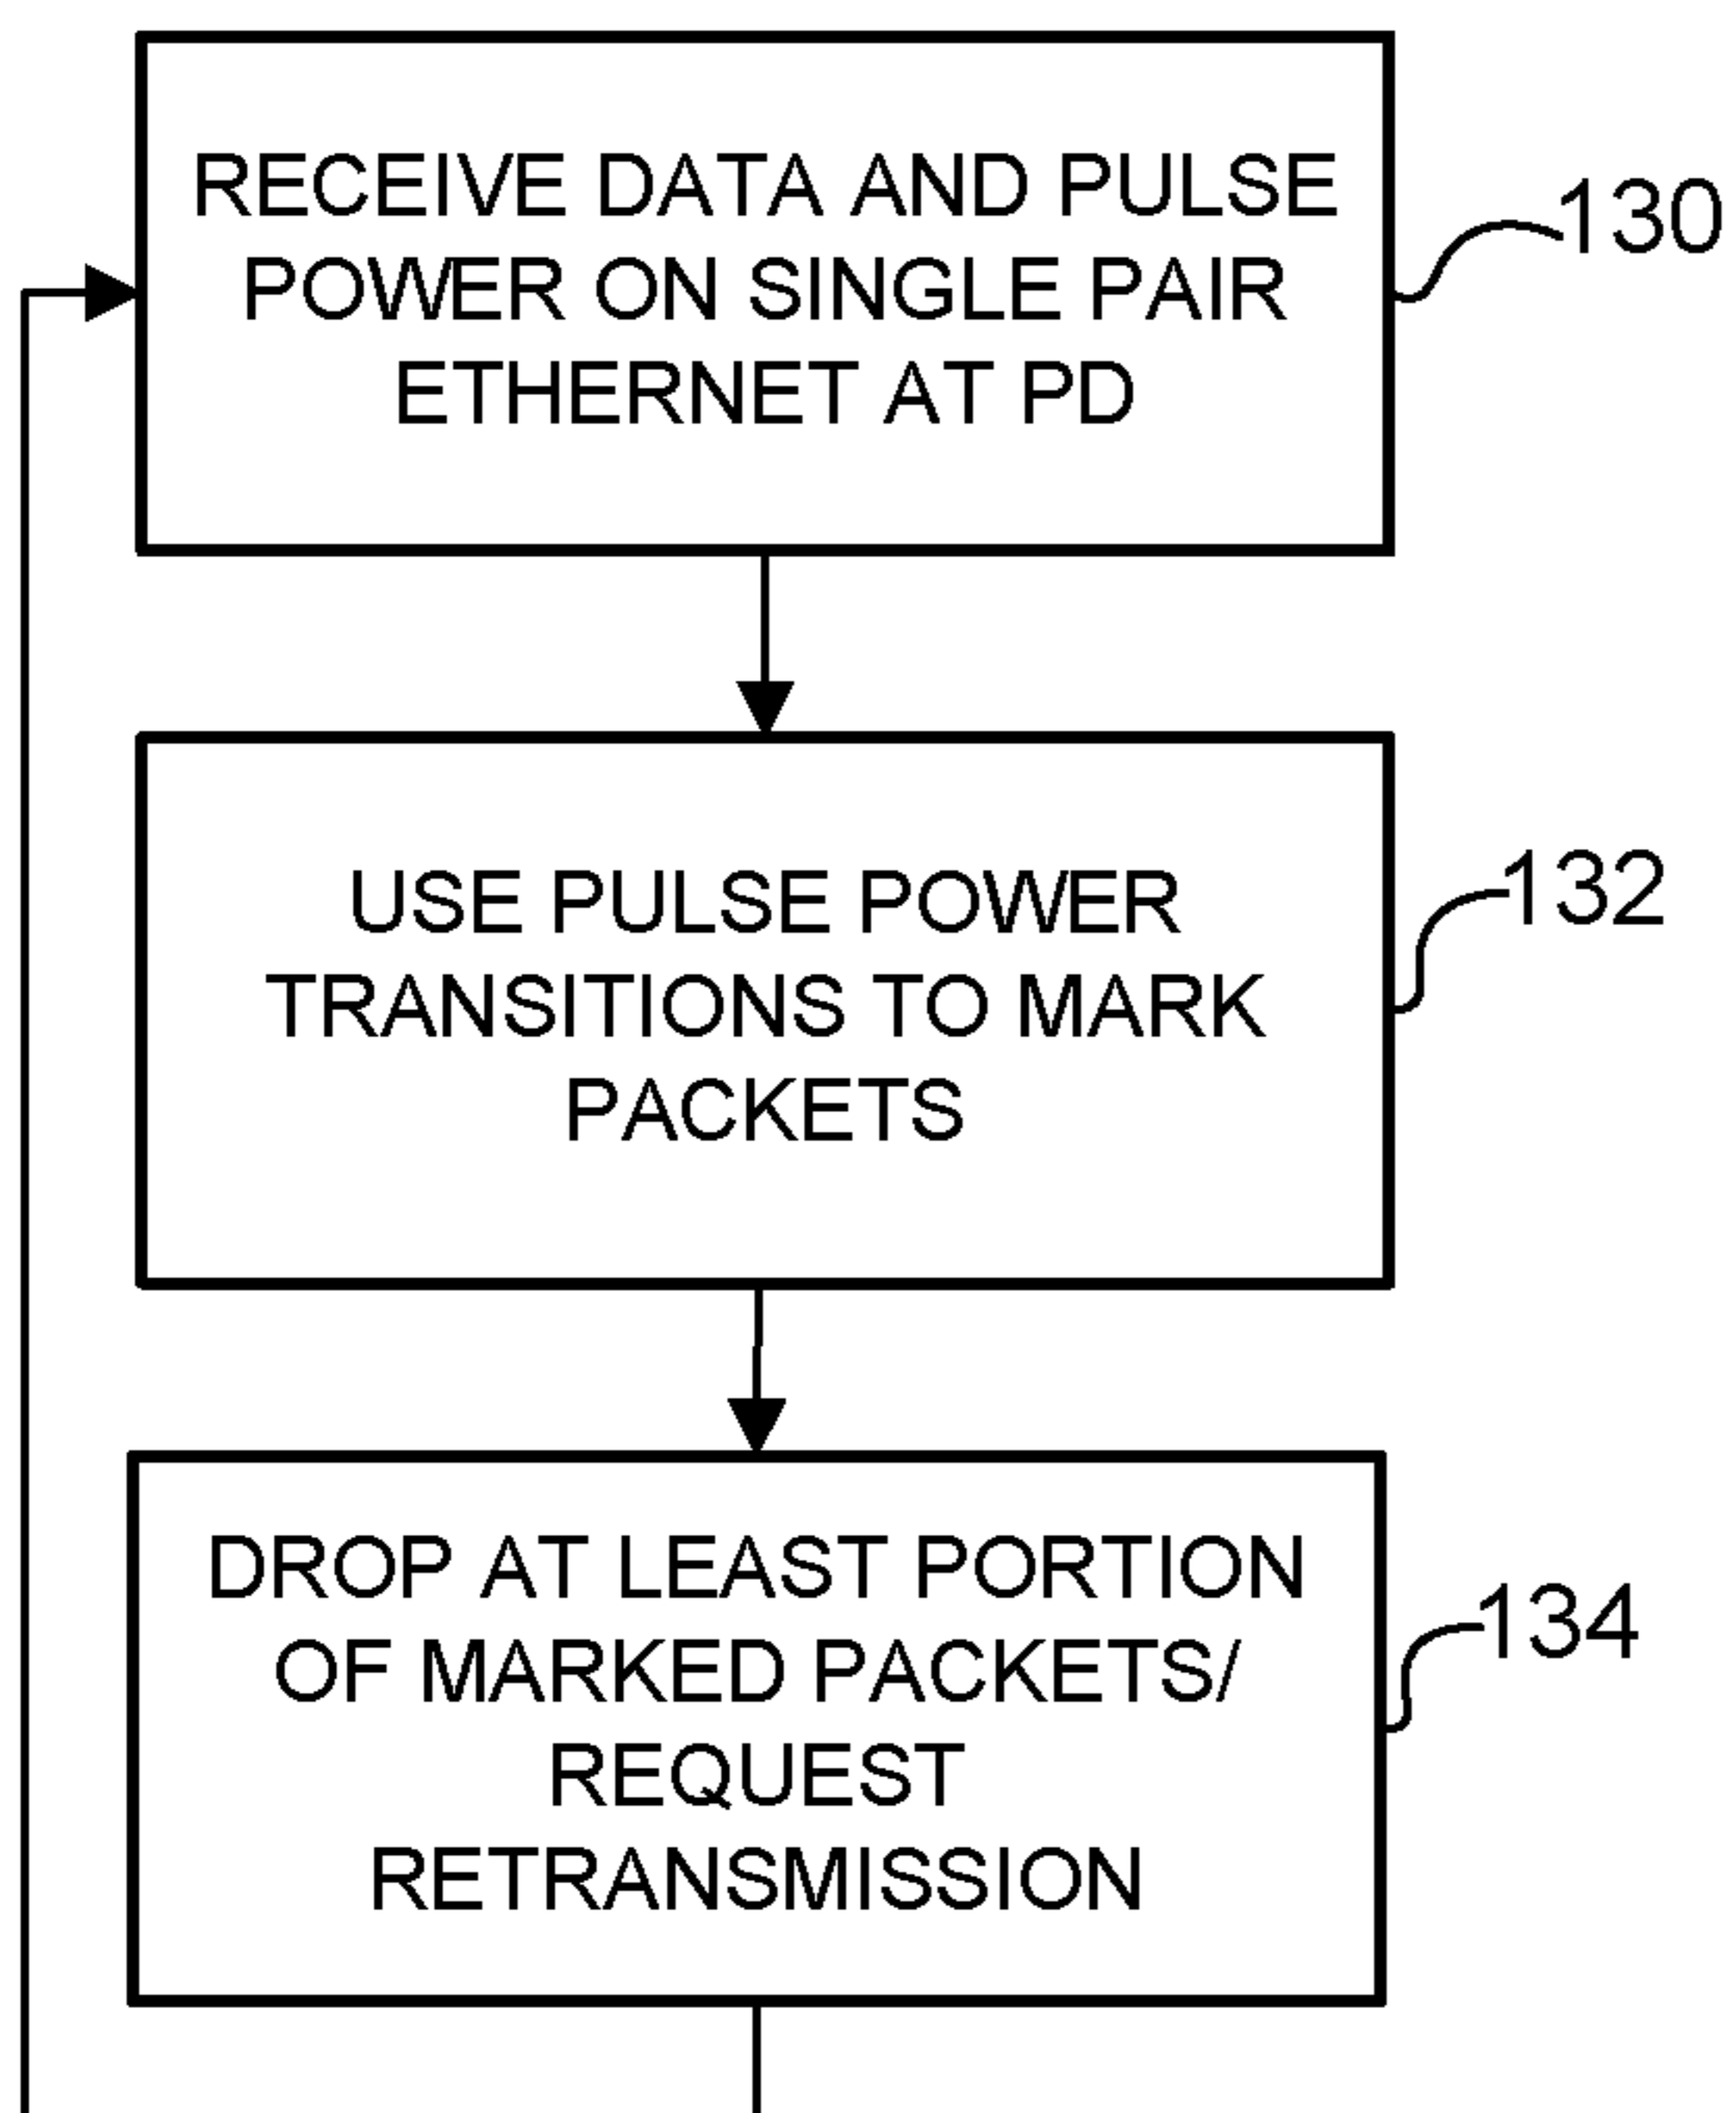 RECEIVE DATA AND PULSE
POWER ON SINGLE PAIR
ETHERNET AT PD
130
USE PULSE POWER
TRANSITIONS TO MARK
PACKETS
132
DROP AT LEAST PORTION
OF MARKED PACKETS/
REQUEST
RETRANSMISSION
134